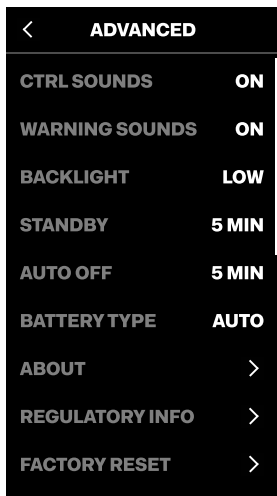 ADVANCED
CTRL SOUNDS ON
WARNING SOUNDS ON
BACKLIGHT LOW
STANDBY 5 MIN
AUTO OFF 5 MIN
BATTERY TYPE AUTO
ABOUT
REGULATORY INFO
FACTORY RESET